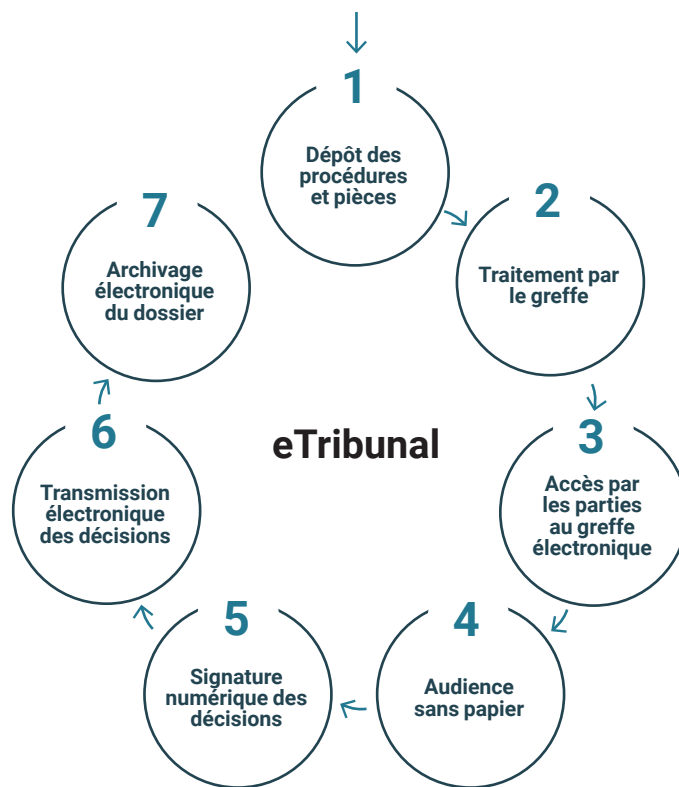 1
Dépôt des
procédures
et pièces
2
Traitement par
le greffe
3
Accès par
les parties
au greffe
électronique
4
Audience
sans papier
5
Signature
numérique des
décisions
6
Transmission
électronique
des décisions
7
Archivage
électronique
du dossier
eTribunal